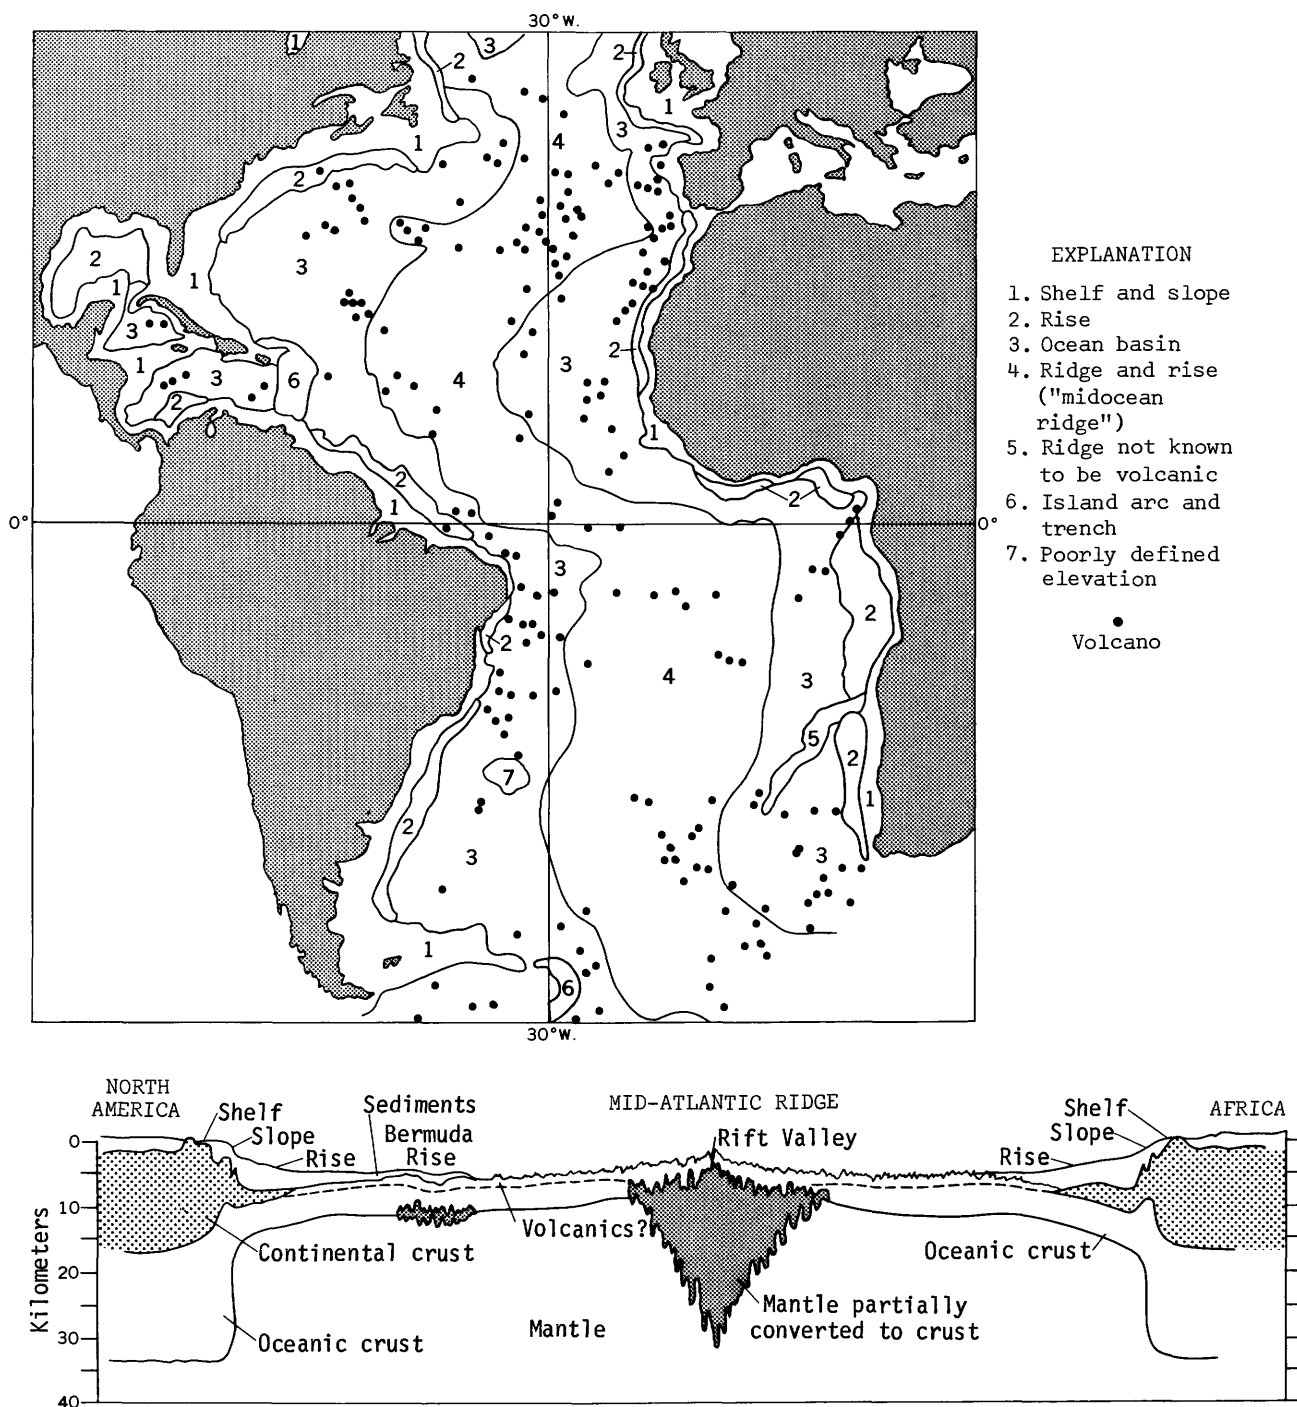 30°W.
1
3
2
2
1
3
1
4
2
2
1
3
1
2
3
1
3
6
2
4
3
2
1
2
1
2
0°
0°
3
2
2
4
3
5
7
2
2
1
3
3
1
6
30°W.
EXPLANATION
1. Shelf and slope
2. Rise
3. Ocean basin
4. Ridge and rise
("midocean
ridge")
5. Ridge not known
to be volcanic
6. Island arc and
trench
7. Poorly defined
elevation
Volcano
NORTH
AMERICA
Shelf
Slope
Rise
Sediments
Bermuda
Rise
MID-ATLANTIC RIDGE
Rift Valley
Shelf
Slope
Rise
AFRICA
0
10
20
30
40
Kilometers
Continental crust
Volcanics?
Oceanic crust
Oceanic crust
Mantle
Mantle partially
converted to crust